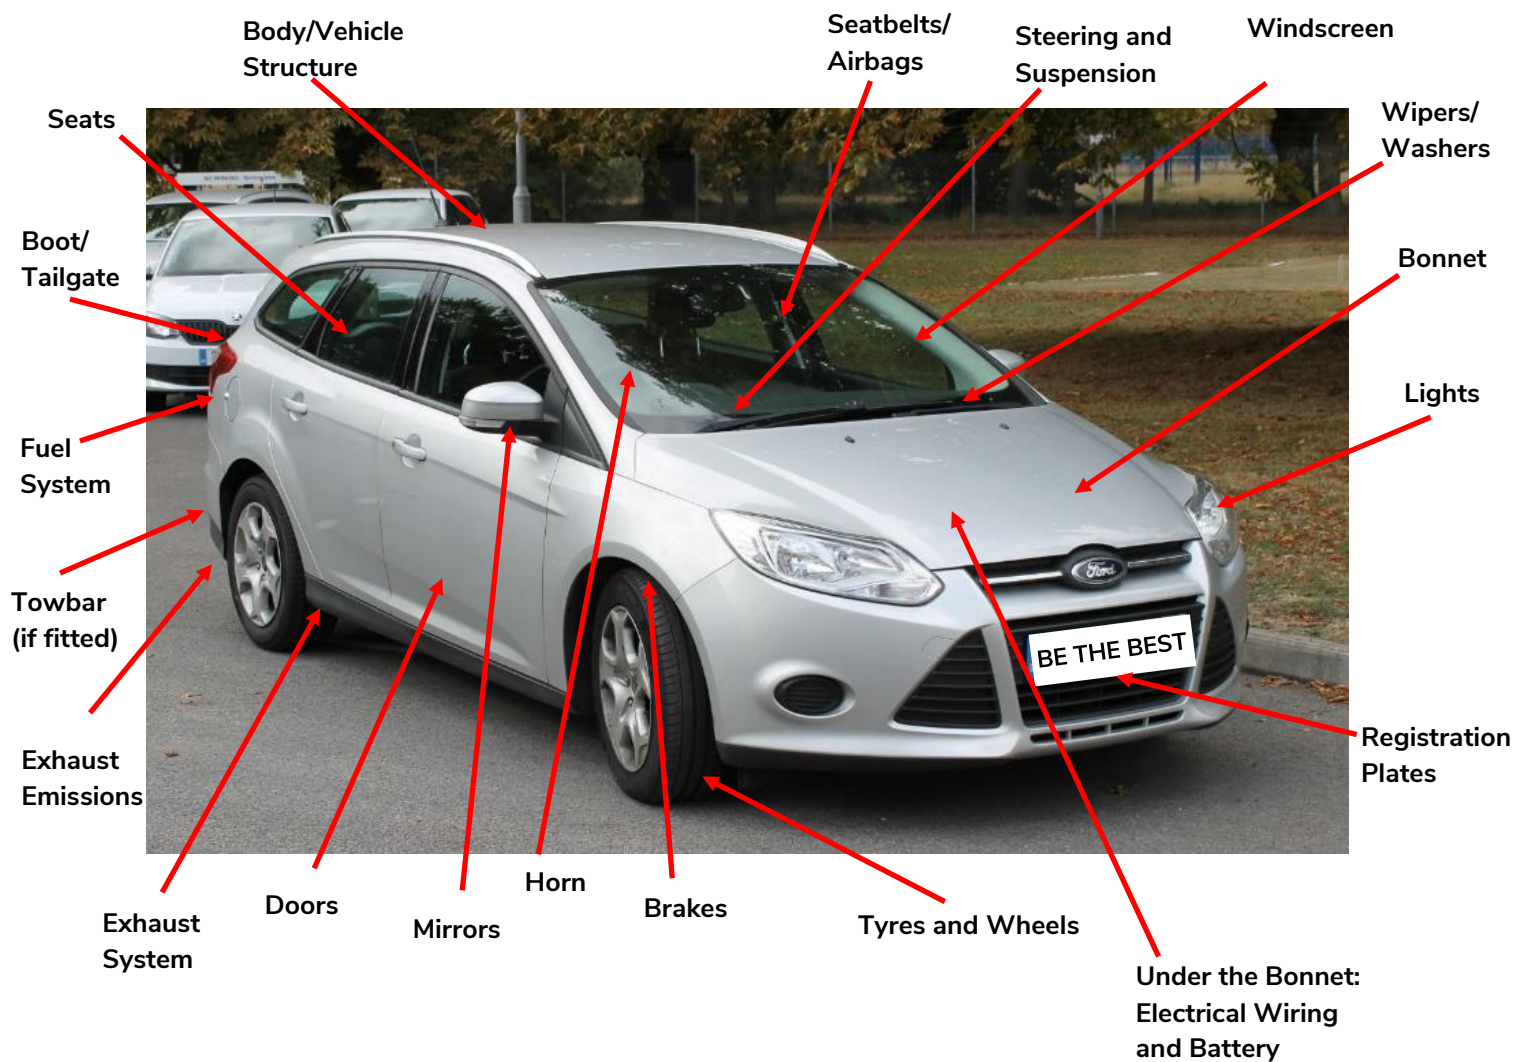 Body/Vehicle
Structure
Seatbelts/
Airbags
Steering and
Suspension
Windscreen
Seats
Wipers/
Washers
Boot/
Tailgate
Bonnet
Lights
Fuel
System
Ford
Towbar
(if fitted)
BE THE BEST
Exhaust
Emissions
Registration
Plates
Exhaust
System
Doors
Mirrors
Horn
Brakes
Tyres and Wheels
Under the Bonnet:
Electrical Wiring
and Battery